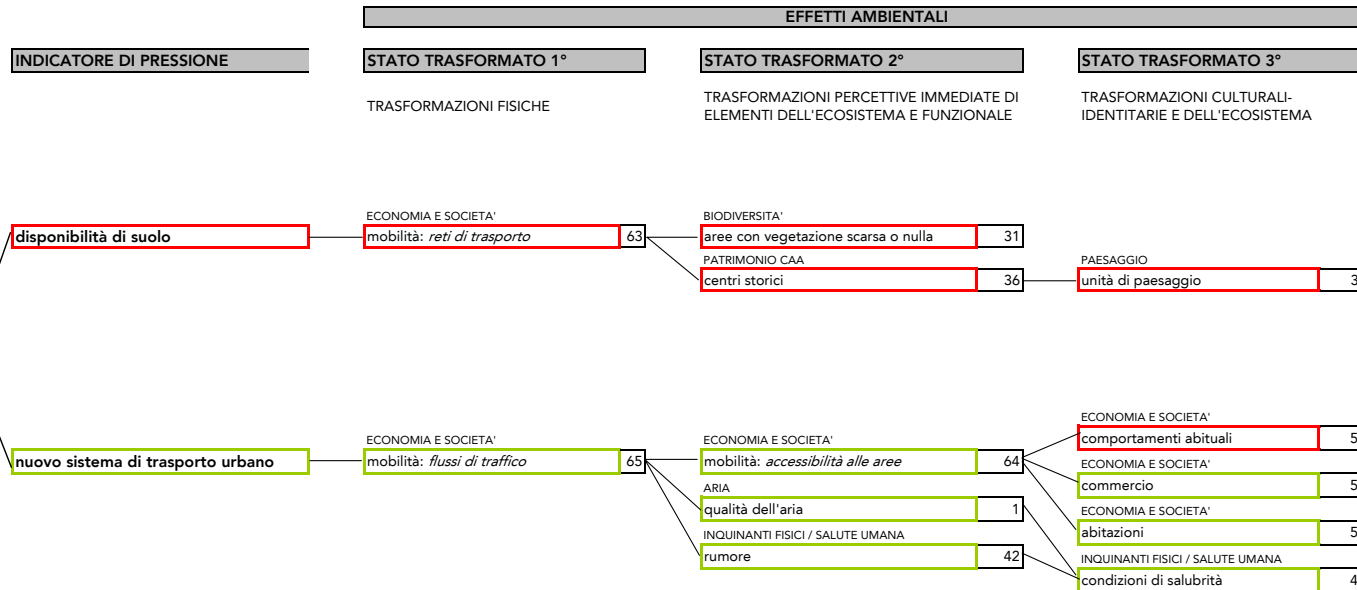 EFFETTI AMBIENTALI
INDICATORE DI PRESSIONE
STATO TRASFORMATO 1°
STATO TRASFORMATO 2°
STATO TRASFORMATO 3°
TRASFORMAZIONI FISICHE
TRASFORMAZIONI PERCETTIVE IMMEDIATE DI
ELEMENTI DELL'ECOSISTEMA E FUNZIONALE
TRASFORMAZIONI CULTURALI-
IDENTITARIE E DELL'ECOSISTEMA
ECONOMIA E SOCIETA'
BIODIVERSITA'
disponibilità di suolo
mobilità: reti di trasporto 63
aree con vegetazione scarsa o nulla 31
PATRIMONIO CAA
PAESAGGIO
centri storici 36
unità di paesaggio 3
ECONOMIA E SOCIETA'
comportamenti abituali 5
ECONOMIA E SOCIETA'
ECONOMIA E SOCIETA'
nuovo sistema di trasporto urbano
mobilità: flussi di traffico 65
mobilità: accessibilità alle aree 64
ECONOMIA E SOCIETA'
commercio 5
ARIA
qualità dell'aria 1
ECONOMIA E SOCIETA'
abitazioni 5
INQUINANTI FISICI / SALUTE UMANA
rumore 42
INQUINANTI FISICI / SALUTE UMANA
condizioni di salubrità 4